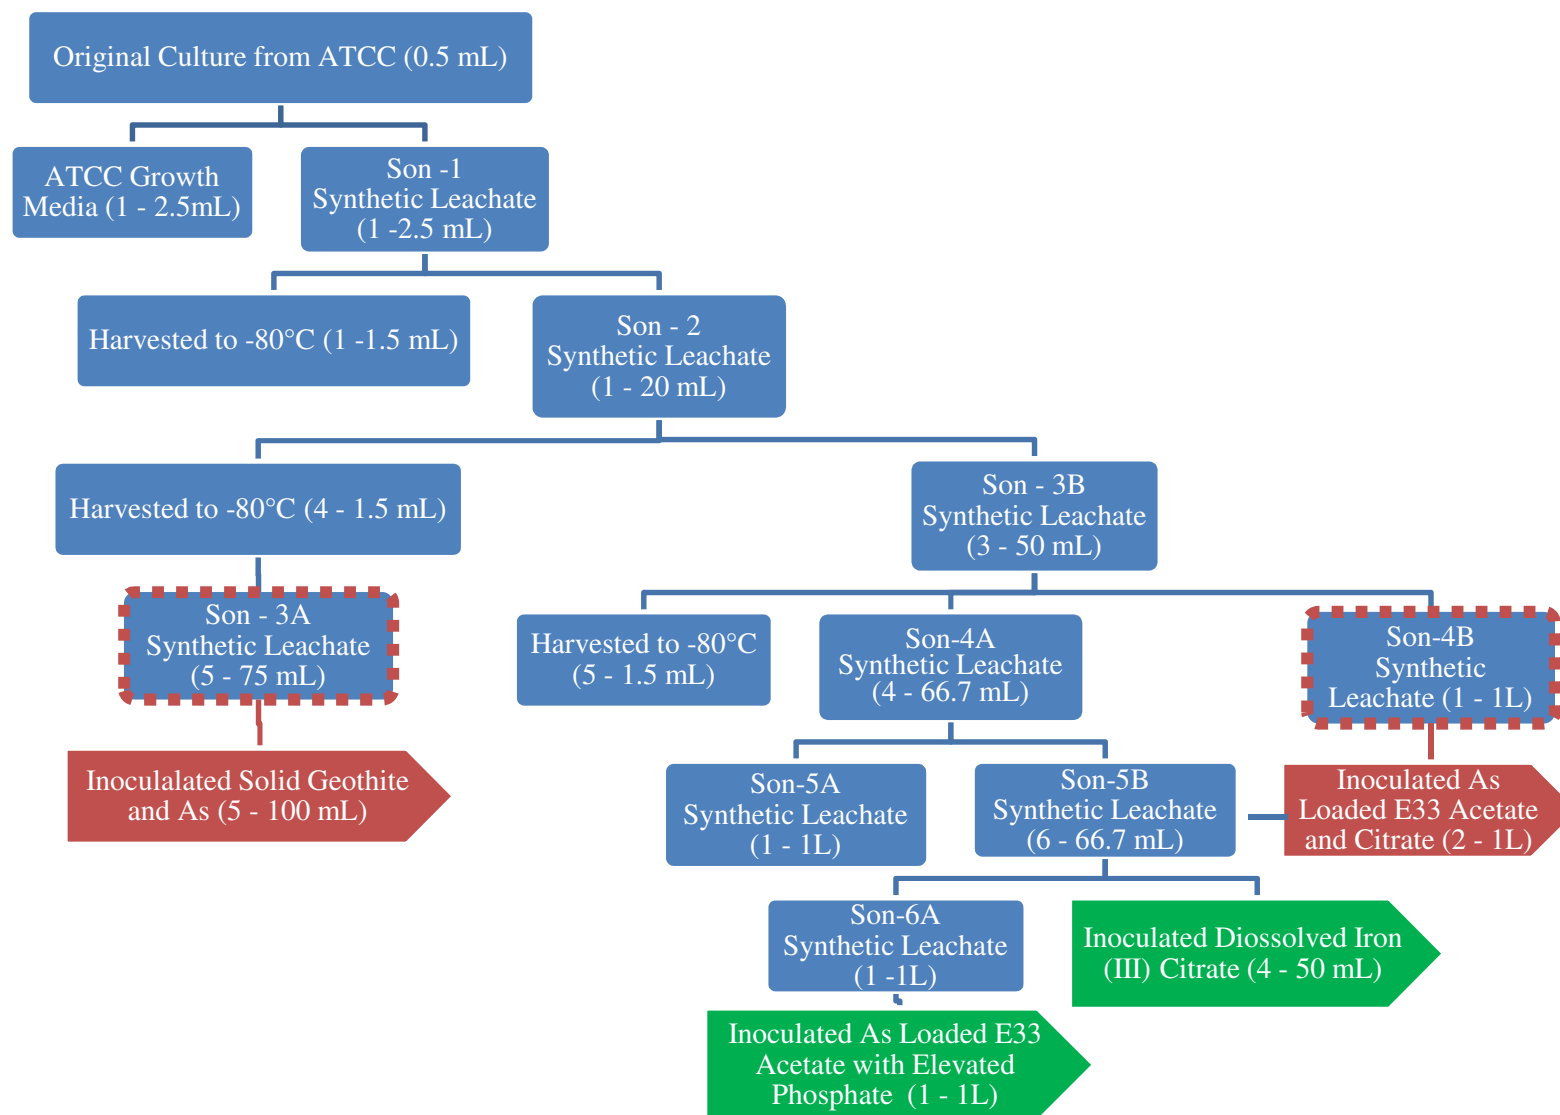 Original Culture from ATCC (0.5 mL)
ATCC Growth
Media (1 - 2.5mL)
Son -1
Synthetic Leachate
(1 -2.5 mL)
Harvested to -80°C (1 -1.5 mL)
Son - 2
Synthetic Leachate
(1 - 20 mL)
Harvested to -80°C (4 - 1.5 mL)
Son - 3B
Synthetic Leachate
(3 - 50 mL)
Son - 3A
Synthetic Leachate
(5 - 75 mL)
Harvested to -80°C
(5 - 1.5 mL)
Son-4A
Synthetic Leachate
(4 - 66.7 mL)
Son-4B
Synthetic
Leachate (1 - 1L)
Inoculalated Solid Geothite
and As (5 - 100 mL)
Son-5A
Synthetic Leachate
(1 - 1L)
Son-5B
Synthetic Leachate
(6 - 66.7 mL)
Inoculated As
Loaded E33 Acetate
and Citrate (2 - 1L)
Son-6A
Synthetic Leachate
(1 -1L)
Inoculated Diossolved Iron
(III) Citrate (4 - 50 mL)
Inoculated As Loaded E33
Acetate with Elevated
Phosphate (1 - 1L)